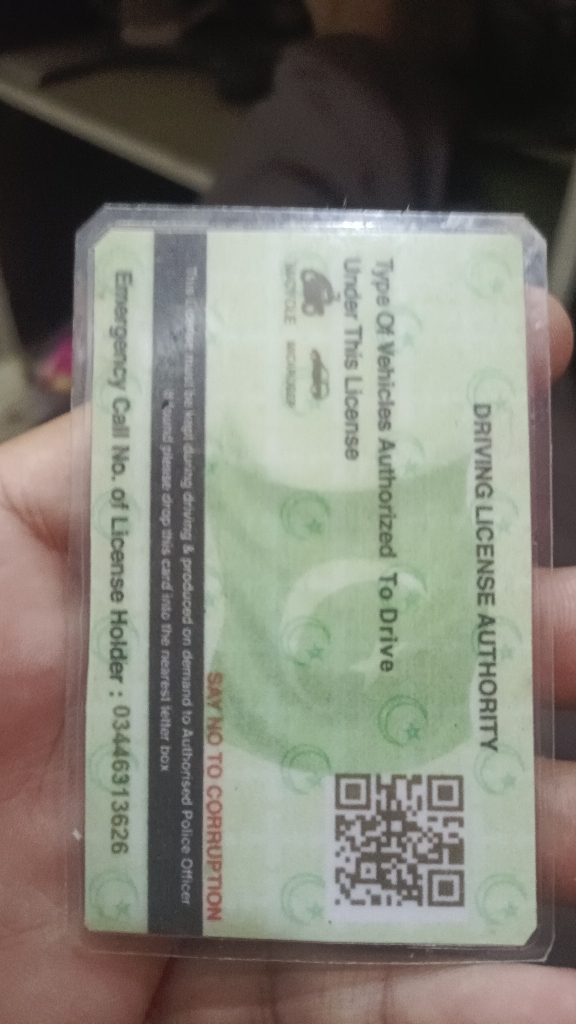 DRIVING LICENSE AUTHORITY
Type Of Vehicles Authorized To Drive
Under This License
SAY NO TO CORRUPTION
This must be kept during driving & produced on demand to Authorised Police Officer
If found please drop this card into the nearest letter box
Emergency Call No. of License Holder : 03446313626